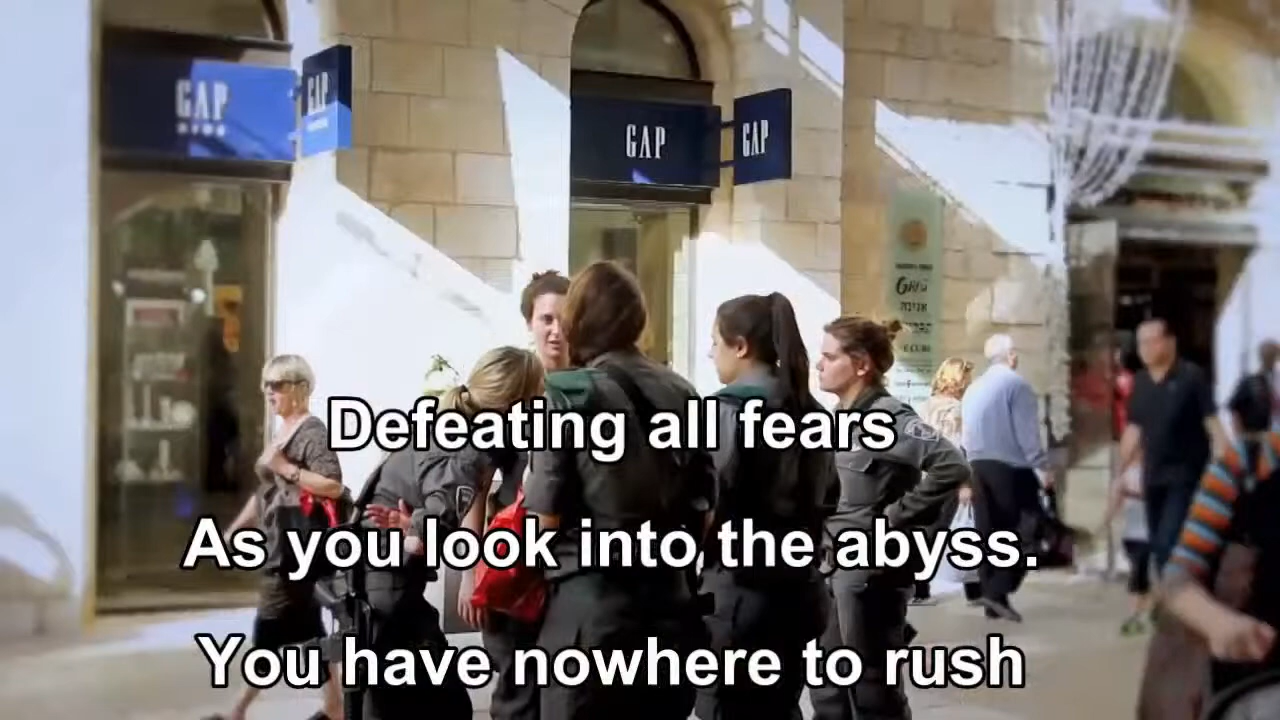 GAP
GAP
GAP
GAP
Defeating all fears
As you look into the abyss.
You have nowhere to rush